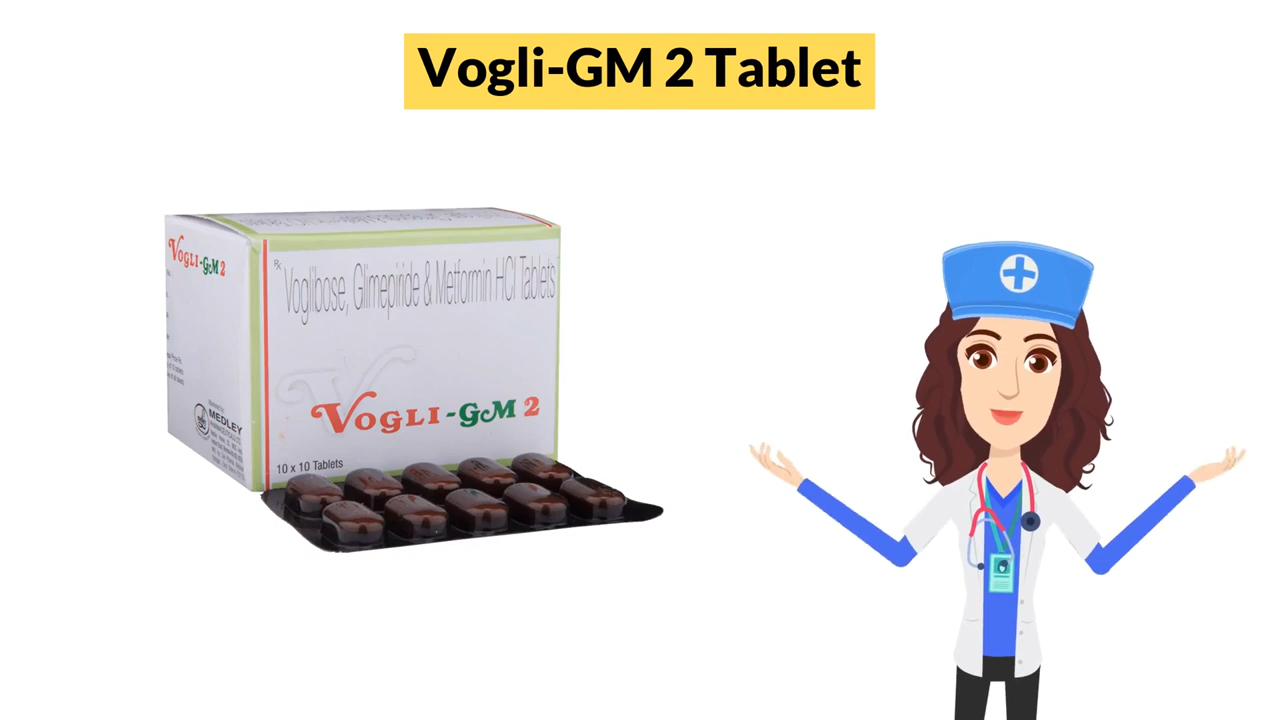 Vogli-GM 2 Tablet
VOGLI-GM 2
Rx
Voglibose, Glimepiride & Metformin HCl Tablets
VOGLI-GM 2
10 x 10 Tablets
MEDLEY